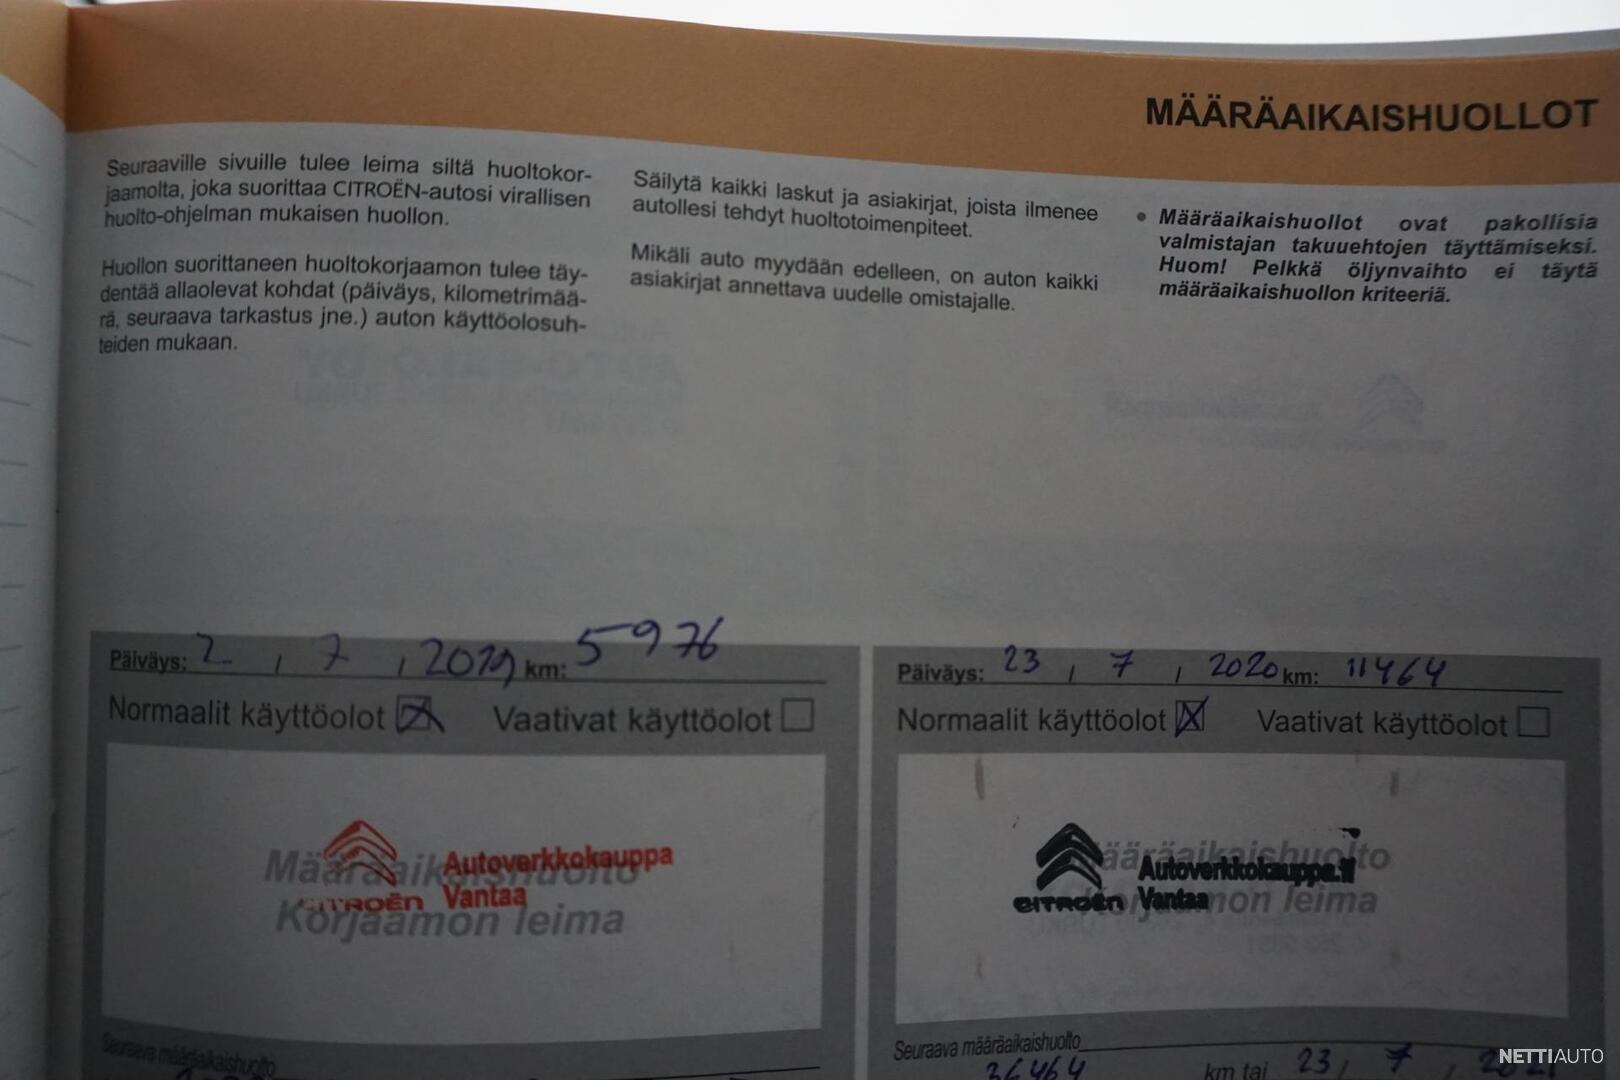 MÄÄRÄAIKAISHUOLLOT
Seuraaville sivuille tulee leima siltä huoltokor-
jaamolta, joka suorittaa CITROËN-autosi virallisen
huolto-ohjelman mukaisen huollon.
Huollon suorittaneen huoltokorjaamon tulee täy-
dentää allaolevat kohdat (päiväys, kilometrimää-
rä, seuraava tarkastus jne.) auton käyttöolosuh-
teiden mukaan.
Säilytä kaikki laskut ja asiakirjat, joista ilmenee
autollesi tehdyt huoltotoimenpiteet.
Mikäli auto myydään edelleen, on auton kaikki
asiakirjat annettava uudelle omistajalle.
• Määräaikaishuollot ovat pakollisia
valmistajan takuuehtojen täyttämiseksi.
Huom! Pelkkä öljynvaihto ei täytä
määräaikaishuollon kriteeriä.
Päiväys: 2 / 7 / 2019 km: 5976
Normaalit käyttöolot Vaativat käyttöolot
Määräaikaishuolto
Korjaamon leima
CITROËN
Autoverkkokauppa
Vantaa
Seuraava määräaikaishuolto
Päiväys: 23 / 7 / 2020 km: 11464
Normaalit käyttöolot Vaativat käyttöolot
Määräaikaishuolto
Korjaamon leima
CITROËN
Autoverkkokauppa.fi
Vantaa
Seuraava määräaikaishuolto
36464 km tai 23 / 7 / 2021
NETTIAUTO